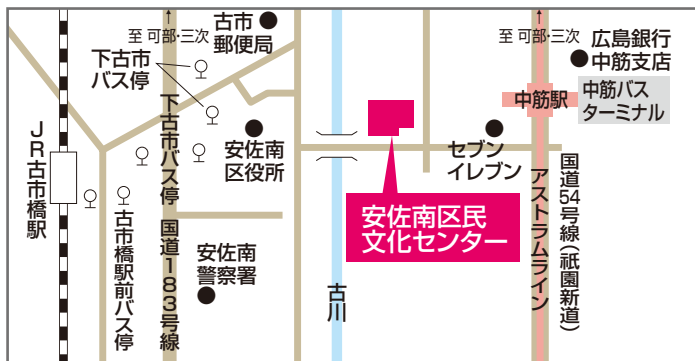 至 可部・三次
古市
郵便局
下古市
バス停
至 可部・三次
広島銀行
中筋支店
中筋駅
中筋バス
ターミナル
JR古市橋駅
下古市バス停
国道183号線
安佐南
区役所
セブン
イレブン
安佐南区民
文化センター
古市橋駅前バス停
安佐南
警察署
古川
アストラムライン
国道54号線(祇園新道)